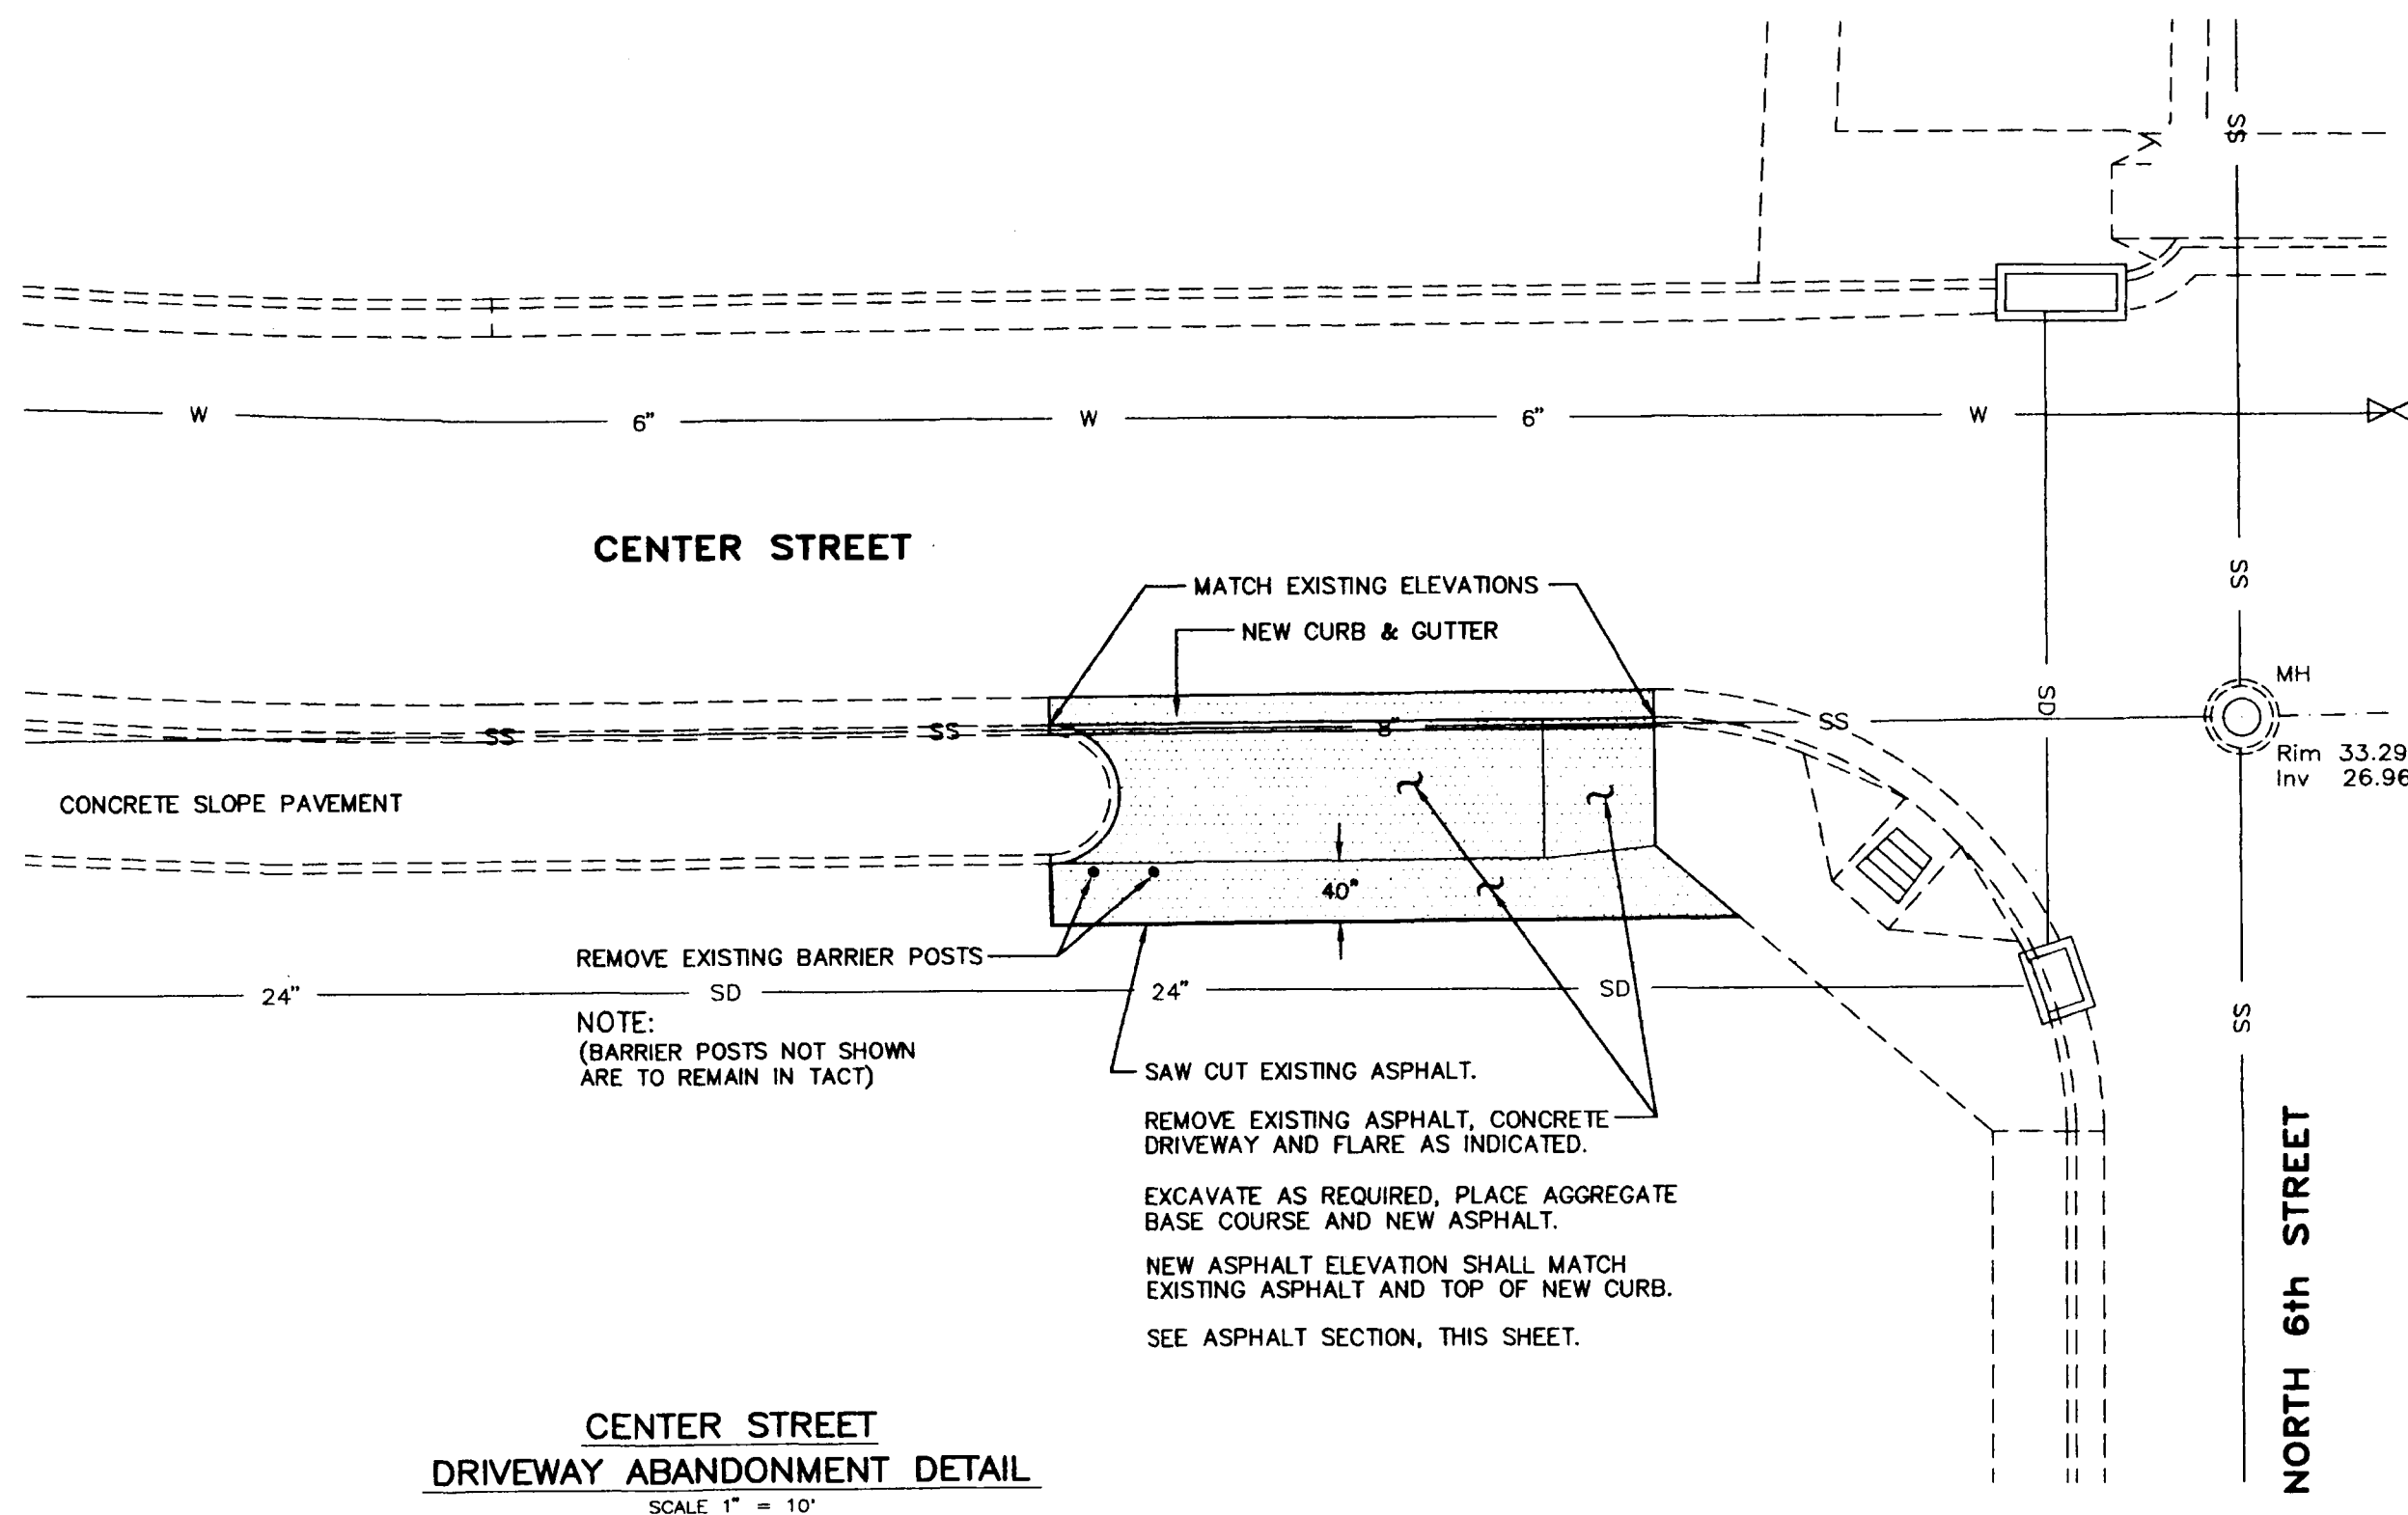 SS
W
6"
W
6"
W
CENTER STREET
SS
MATCH EXISTING ELEVATIONS
NEW CURB & GUTTER
MH
SD
SS
SS
8"
SS
Rim 33.29
Inv 26.96
CONCRETE SLOPE PAVEMENT
40"
REMOVE EXISTING BARRIER POSTS
24"
SD
24"
SD
SS
NOTE:
(BARRIER POSTS NOT SHOWN
ARE TO REMAIN IN TACT)
SAW CUT EXISTING ASPHALT.
REMOVE EXISTING ASPHALT, CONCRETE
DRIVEWAY AND FLARE AS INDICATED.
EXCAVATE AS REQUIRED, PLACE AGGREGATE
BASE COURSE AND NEW ASPHALT.
NEW ASPHALT ELEVATION SHALL MATCH
EXISTING ASPHALT AND TOP OF NEW CURB.
SEE ASPHALT SECTION, THIS SHEET.
NORTH 6th STREET
CENTER STREET
DRIVEWAY ABANDONMENT DETAIL
SCALE 1" = 10'